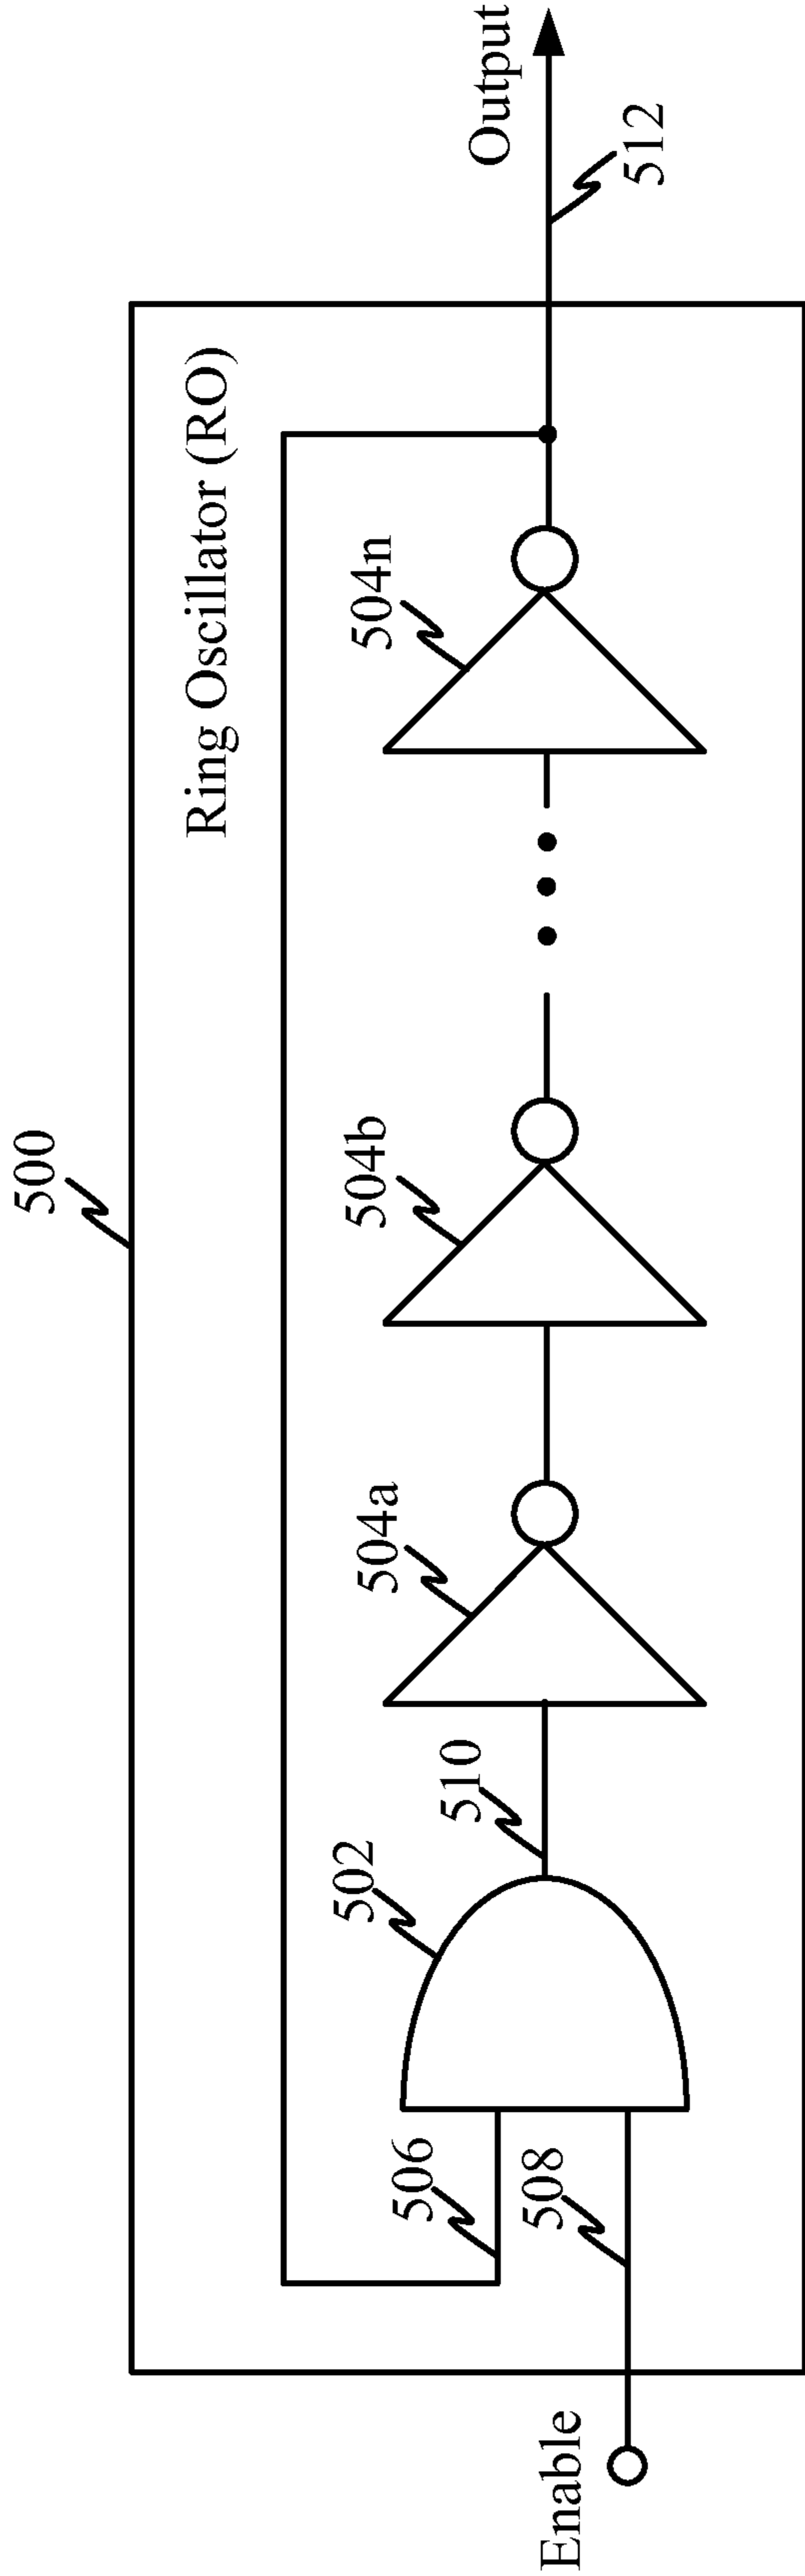 500
Ring Oscillator (RO)
502
504a
504b
504n
506
510
Output
508
512
Enable